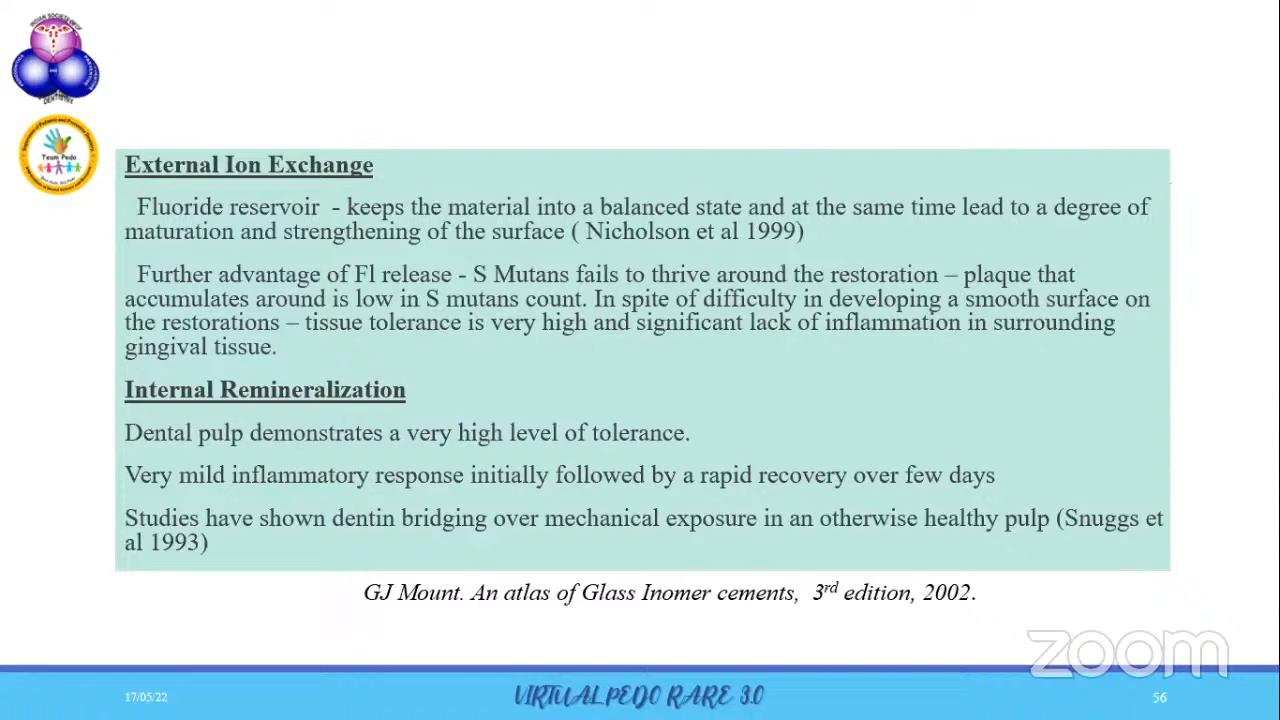 INDIAN SOCIETY OF
DENTISTRY
Team Pedo
External Ion Exchange
Fluoride reservoir - keeps the material into a balanced state and at the same time lead to a degree of
maturation and strengthening of the surface ( Nicholson et al 1999)
Further advantage of Fl release - S Mutans fails to thrive around the restoration – plaque that
accumulates around is low in S mutans count. In spite of difficulty in developing a smooth surface on
the restorations – tissue tolerance is very high and significant lack of inflammation in surrounding
gingival tissue.
Internal Remineralization
Dental pulp demonstrates a very high level of tolerance.
Very mild inflammatory response initially followed by a rapid recovery over few days
Studies have shown dentin bridging over mechanical exposure in an otherwise healthy pulp (Snuggs et
al 1993)
GJ Mount. An atlas of Glass Inomer cements, 3rd edition, 2002.
zoom
17/05/22
VIRTUAL PEDO RARE 3.0
56